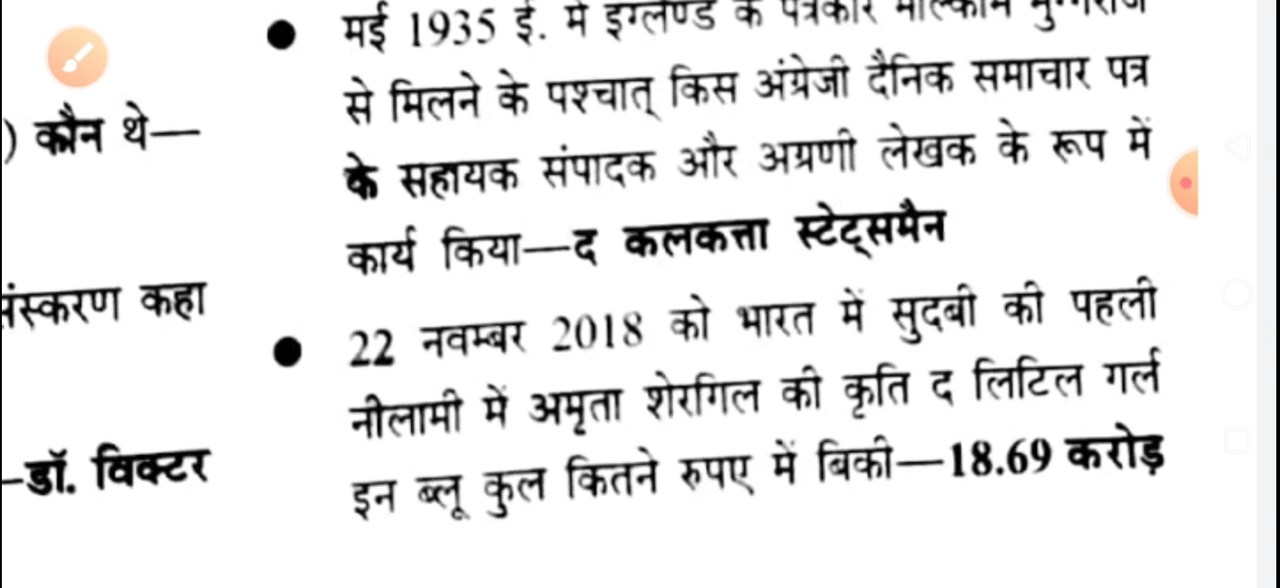 ) कौन थे—
संस्करण कहा
–डॉ. विक्टर
मई 1935 ई. में इंग्लैण्ड के पत्रकार
से मिलने के पश्चात् किस अंग्रेजी दैनिक समाचार पत्र
के सहायक संपादक और अग्रणी लेखक के रूप में
कार्य किया—द कलकत्ता स्टेट्समैन
22 नवम्बर 2018 को भारत में सुदबी की पहली
नीलामी में अमृता शेरगिल की कृति द लिटिल गर्ल
इन ब्लू कुल कितने रुपए में बिकी—18.69 करोड़